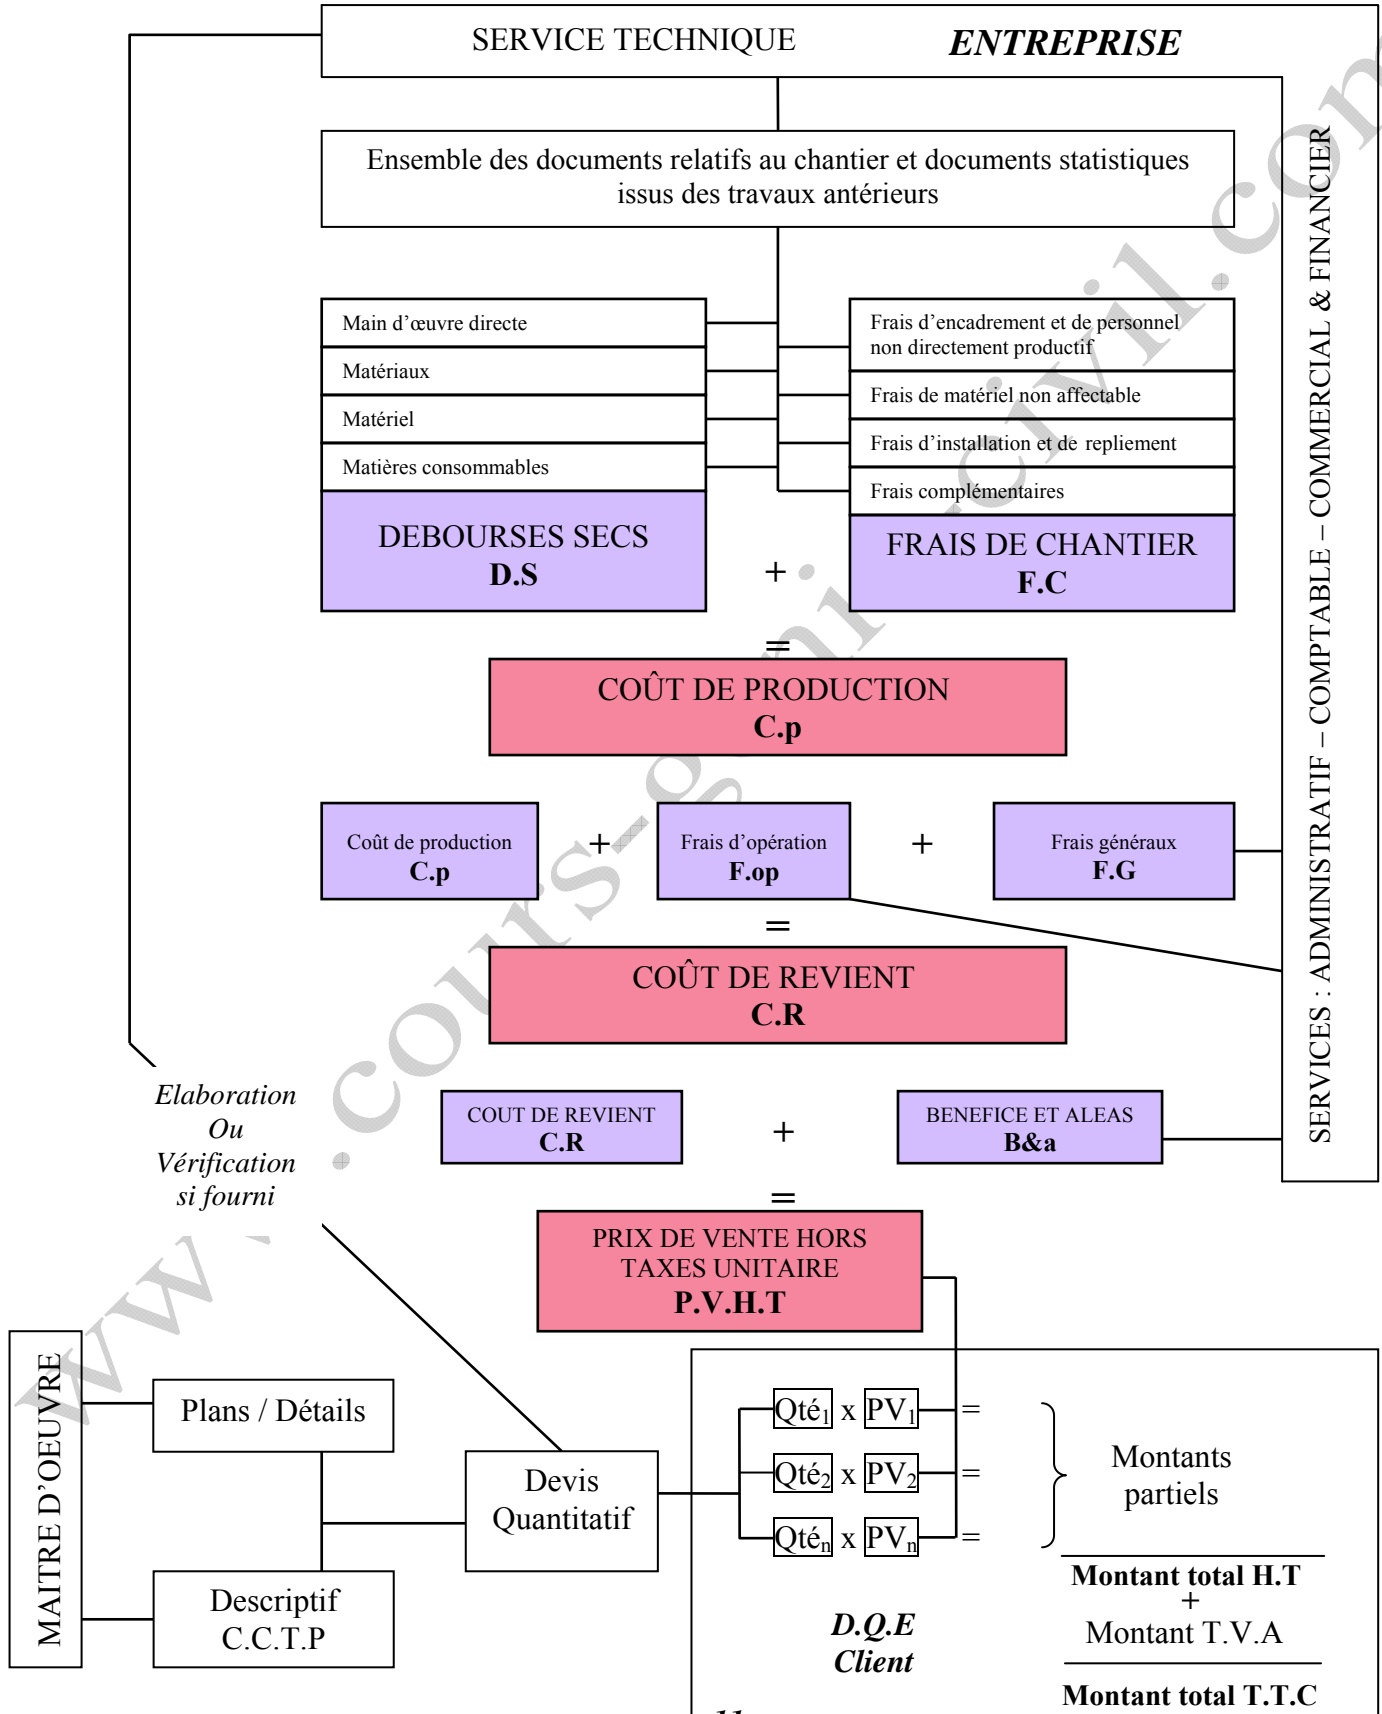 SERVICE TECHNIQUE ENTREPRISE
Ensemble des documents relatifs au chantier et documents statistiques
issus des travaux antérieurs
SERVICES : ADMINISTRATIF – COMPTABLE – COMMERCIAL & FINANCIER
Main d’œuvre directe
Matériaux
Matériel
Matières consommables
DEBOURSES SECS
D.S
+
Frais d’encadrement et de personnel
non directement productif
Frais de matériel non affectable
Frais d’installation et de repliement
Frais complémentaires
FRAIS DE CHANTIER
F.C
=
COÛT DE PRODUCTION
C.p
Coût de production
C.p
+
Frais d’opération
F.op
+
Frais généraux
F.G
=
COÛT DE REVIENT
C.R
Elaboration
Ou
Vérification
si fourni
COUT DE REVIENT
C.R
+
BENEFICE ET ALEAS
B&a
=
PRIX DE VENTE HORS
TAXES UNITAIRE
P.V.H.T
MAITRE D’OEUVRE
Plans / Détails
Descriptif
C.C.T.P
Devis
Quantitatif
Qté1 x PV1 =
Qté2 x PV2 =
Qtén x PVn =
Montants
partiels
Montant total H.T
+
Montant T.V.A
Montant total T.T.C
D.Q.E
Client
11